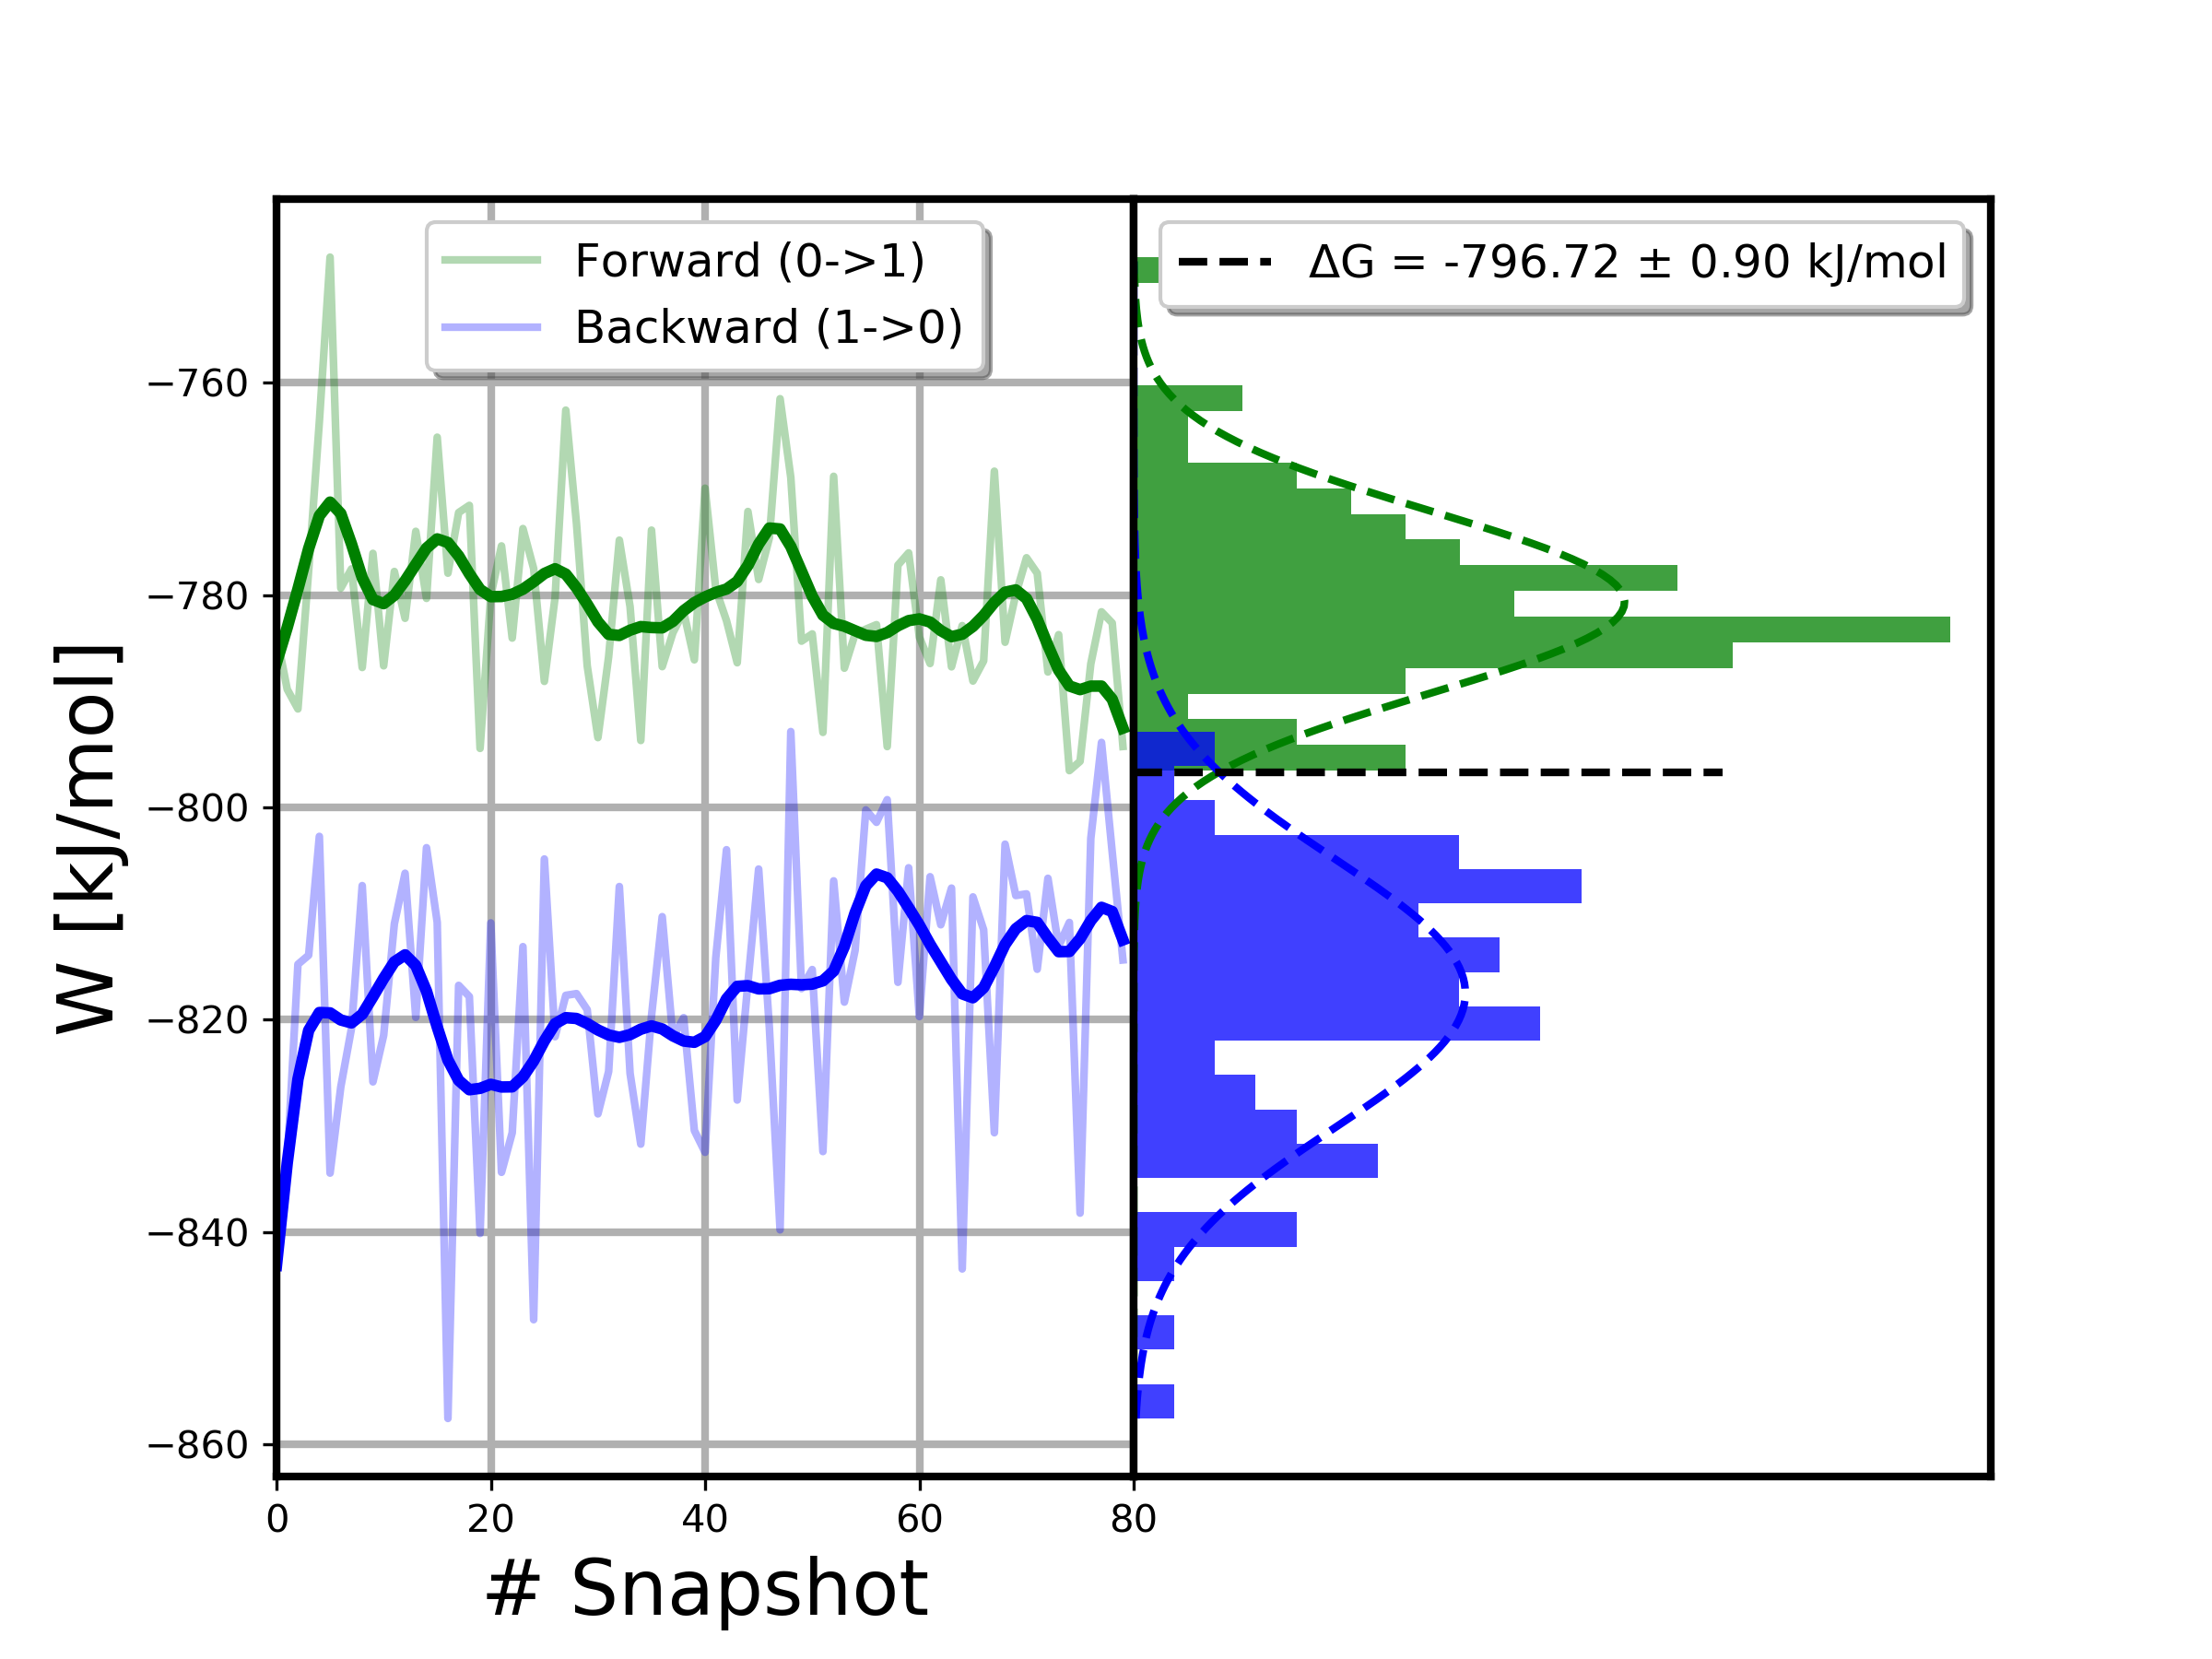 Forward (0->1)
Backward (1->0)
ΔG = -796.72 ± 0.90 kJ/mol
−760
−780
−800
−820
−840
−860
W [kJ/mol]
0 20 40 60 80
# Snapshot